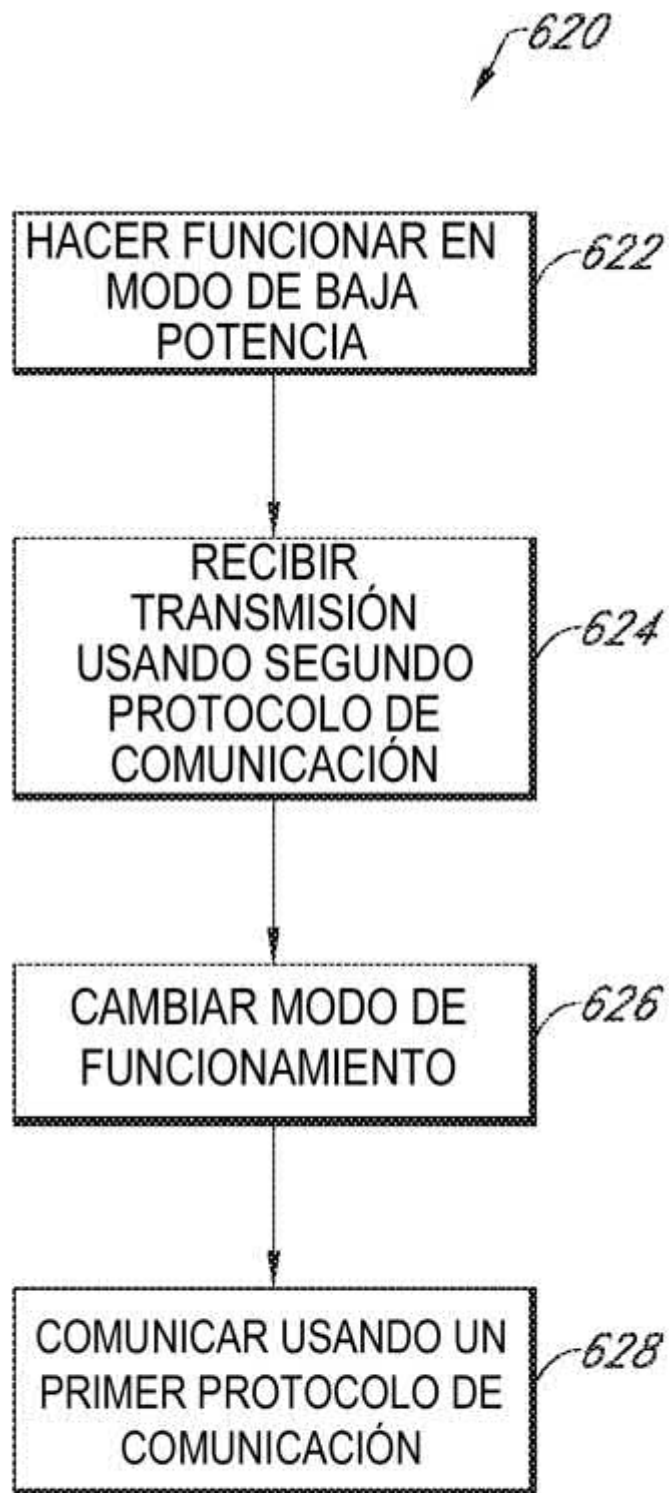 620
HACER FUNCIONAR EN
MODO DE BAJA
POTENCIA
622
RECIBIR
TRANSMISIÓN
USANDO SEGUNDO
PROTOCOLO DE
COMUNICACIÓN
624
CAMBIAR MODO DE
FUNCIONAMIENTO
626
COMUNICAR USANDO UN
PRIMER PROTOCOLO DE
COMUNICACIÓN
628